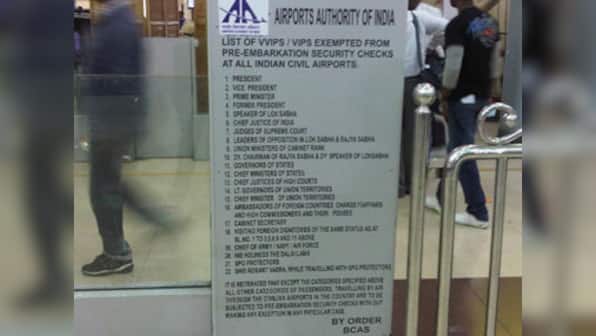 AIRPORTS AUTHORITY OF INDIA
LIST OF VVIPS / VIPS EXEMPTED FROM
PRE-EMBARKATION SECURITY CHECKS
AT ALL INDIAN CIVIL AIRPORTS.
1 PRESIDENT
2 VICE. PRESIDENT
3 PRIME MINISTER
4 FORMER PRESIDENT
5 SPEAKER OF LOK SABHA
6 CHIEF JUSTICE OF INDIA
7 JUDGES OF SUPREME COURT
8 LEADERS OF OPPOSITION IN LOK SABHA & RAJYA SABHA
9 UNION MINISTERS OF CABINET RANK
10 DY. CHAIRMAN OF RAJYA SABHA & DY SPEAKER OF LOKSABHA
11 GOVERNORS OF STATES
12 CHIEF MINISTERS OF STATES
13 CHIEF JUSTICES OF HIGH COURTS
14 LT. GOVERNORS OF UNION TERRITORIES
15 CHIEF MINISTER OF UNION TERRITORIES
16 AMBASSADORS OF FOREIGN COUNTRIES CHARGE
AND HIGH COMMISSIONERS AND THEIR
17 CABINET SECRETARY
18 VISITING FOREIGN DIGNITARIES OF THE SAME STATUS AS AT
SL.NO. 1 TO AND 15 ABOVE
19 CHIEF OF ARMY / NAVY / AIR FORCE
20 HIS HOLINESS THE DALAI LAMA
21 SPG PROTECTORS
22 SHRI ROBERT VADRA, WHILE TRAVELLING WITH SPG PROTECTORS
IT IS REITERATED THAT EXCEPT THE CATEGORIES SPECIFIED ABOVE
ALL OTHER CATEGORIES OF PASSENGERS, TRAVELLING BY AIR
THROUGH THE CIVILIAN AIRPORTS IN THE COUNTRY ARE TO BE
SUBJECTED TO PRE-EMBARKATION SECURITY CHECKS WITH OUT
MAKING ANY EXCEPTION IN ANY PARTICULAR CASE.
BY ORDER
BCAS